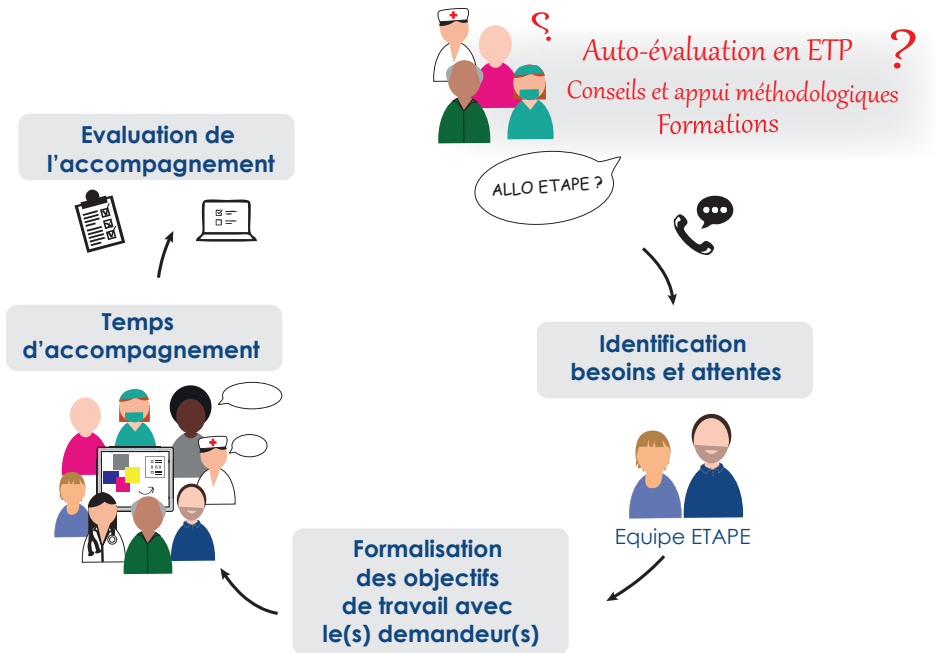 ?
Auto-évaluation en ETP
?
Conseils et appui méthodologiques
Formations
ALLO ETAPE ?
Identification
besoins et attentes
Equipe ETAPE
Formalisation
des objectifs
de travail avec
le(s) demandeur(s)
Temps
d'accompagnement
Evaluation de
l'accompagnement